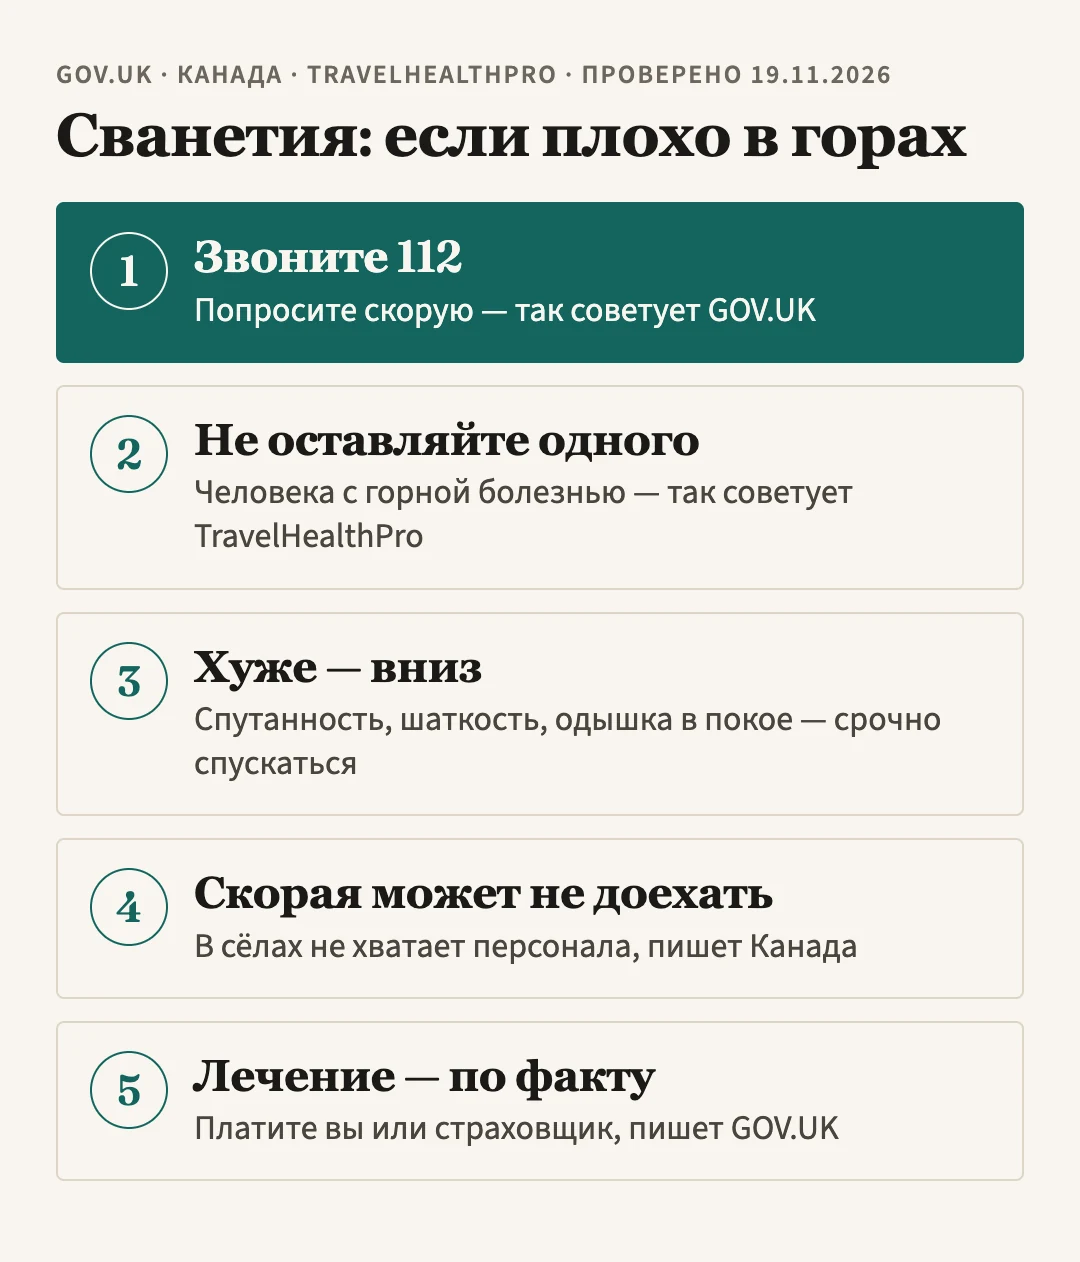 GOV.UK · КАНАДА · TRAVELHEALTHPRO · ПРОВЕРЕНО 19.11.2026
Сванетия: если плохо в горах
1
Звоните 112
Попросите скорую — так советует GOV.UK
2
Не оставляйте одного
Человека с горной болезнью — так советует
TravelHealthPro
3
Хуже — вниз
Спутанность, шаткость, одышка в покое — срочно
спускаться
4
Скорая может не доехать
В сёлах не хватает персонала, пишет Канада
5
Лечение — по факту
Платите вы или страховщик, пишет GOV.UK